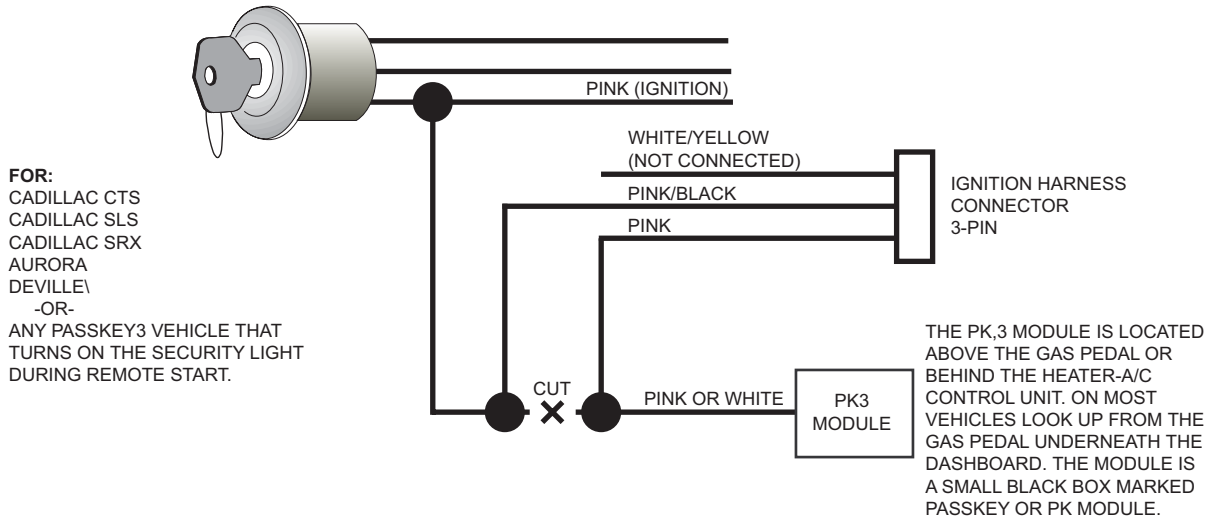 PINK (IGNITION)
WHITE/YELLOW
(NOT CONNECTED)
PINK/BLACK
PINK
IGNITION HARNESS
CONNECTOR
3-PIN
FOR:
CADILLAC CTS
CADILLAC SLS
CADILLAC SRX
AURORA
DEVILLE\
-OR-
ANY PASSKEY3 VEHICLE THAT
TURNS ON THE SECURITY LIGHT
DURING REMOTE START.
CUT
PINK OR WHITE
PK3
MODULE
THE PK,3 MODULE IS LOCATED
ABOVE THE GAS PEDAL OR
BEHIND THE HEATER-A/C
CONTROL UNIT. ON MOST
VEHICLES LOOK UP FROM THE
GAS PEDAL UNDERNEATH THE
DASHBOARD. THE MODULE IS
A SMALL BLACK BOX MARKED
PASSKEY OR PK MODULE.